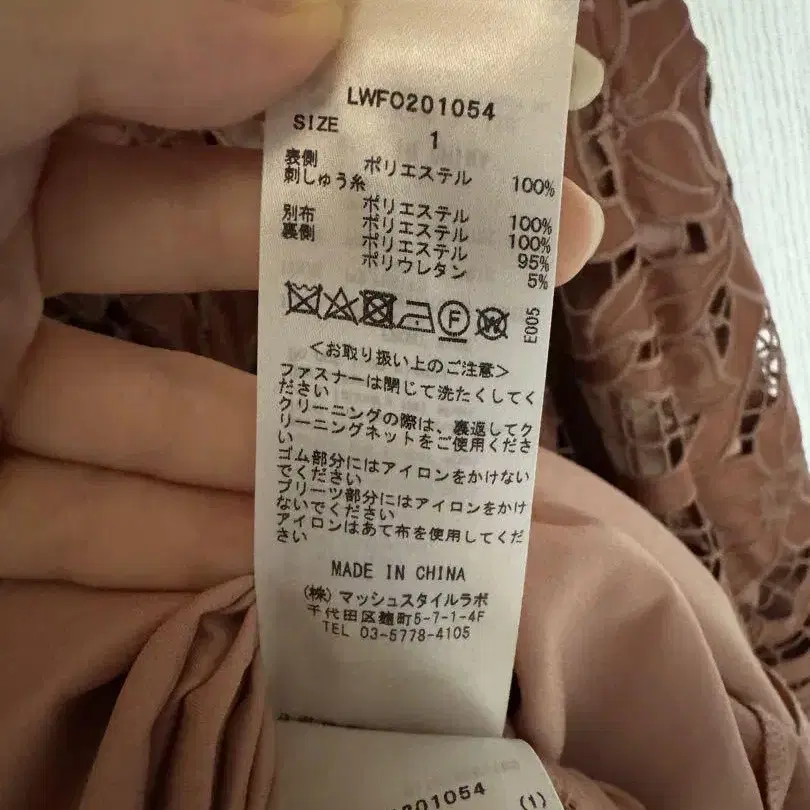 LWFO201054
SIZE 1
表側 ポリエステル 100%
刺しゅう糸
ポリエステル 100%
別布 ポリエステル 100%
裏側 ポリエステル 95%
ポリウレタン 5%
F W
E005
<お取り扱い上のご注意>
ファスナーは閉じて洗たくしてく
ださい
クリーニングの際は、裏返してク
リーニングネットをご使用くださ
い
ゴム部分にはアイロンをかけない
でください
プリーツ部分にはアイロンをかけ
ないでください
アイロンはあて布を使用してくだ
さい
MADE IN CHINA
(株) マッシュスタイルラボ
千代田区麹町5-7-1-4F
TEL 03-5778-4105
0201054
(1)